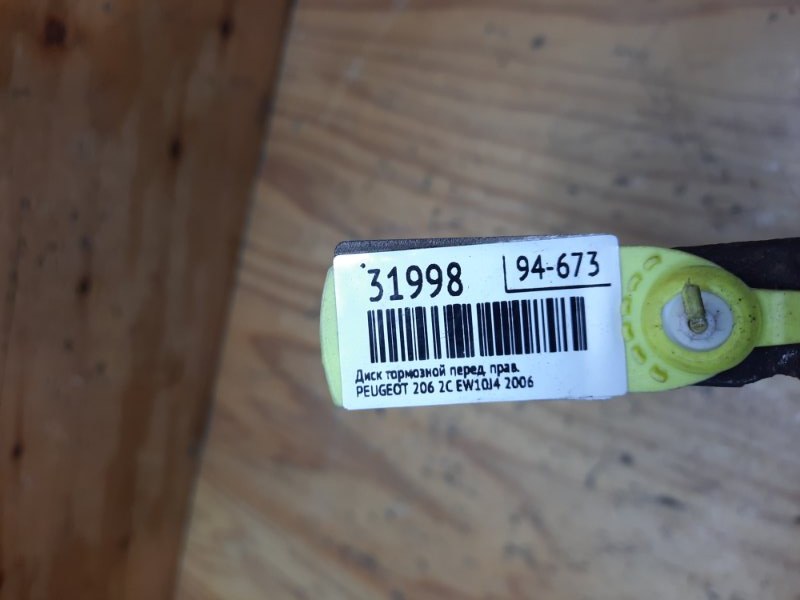 31998 94-673
Диск тормозной перед. прав.
PEUGEOT 206 2C EW10J4 2006